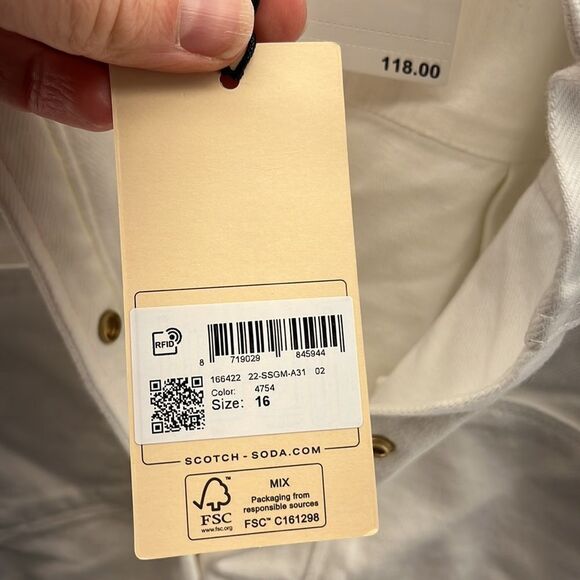 118.00
RFID
8 719029 845944
166422 22-SSGM-A31 02
Color: 4754
Size: 16
SCOTCH - SODA.COM
FSC™
www.fsc.org
MIX
Packaging from
responsible sources
FSC™ C161298